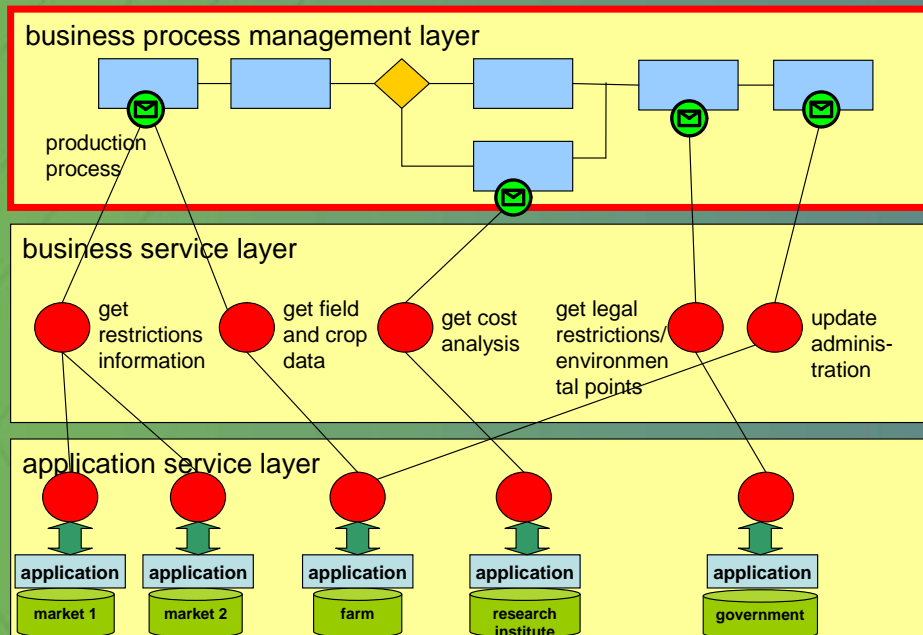 business process management layer
production
process
business service layer
get
restrictions
information
get field
and crop
data
get cost
analysis
get legal
restrictions/
environmen
tal points
update
adminis-
tration
application service layer
application
application
application
application
application
market 1
market 2
farm
research
institute
government